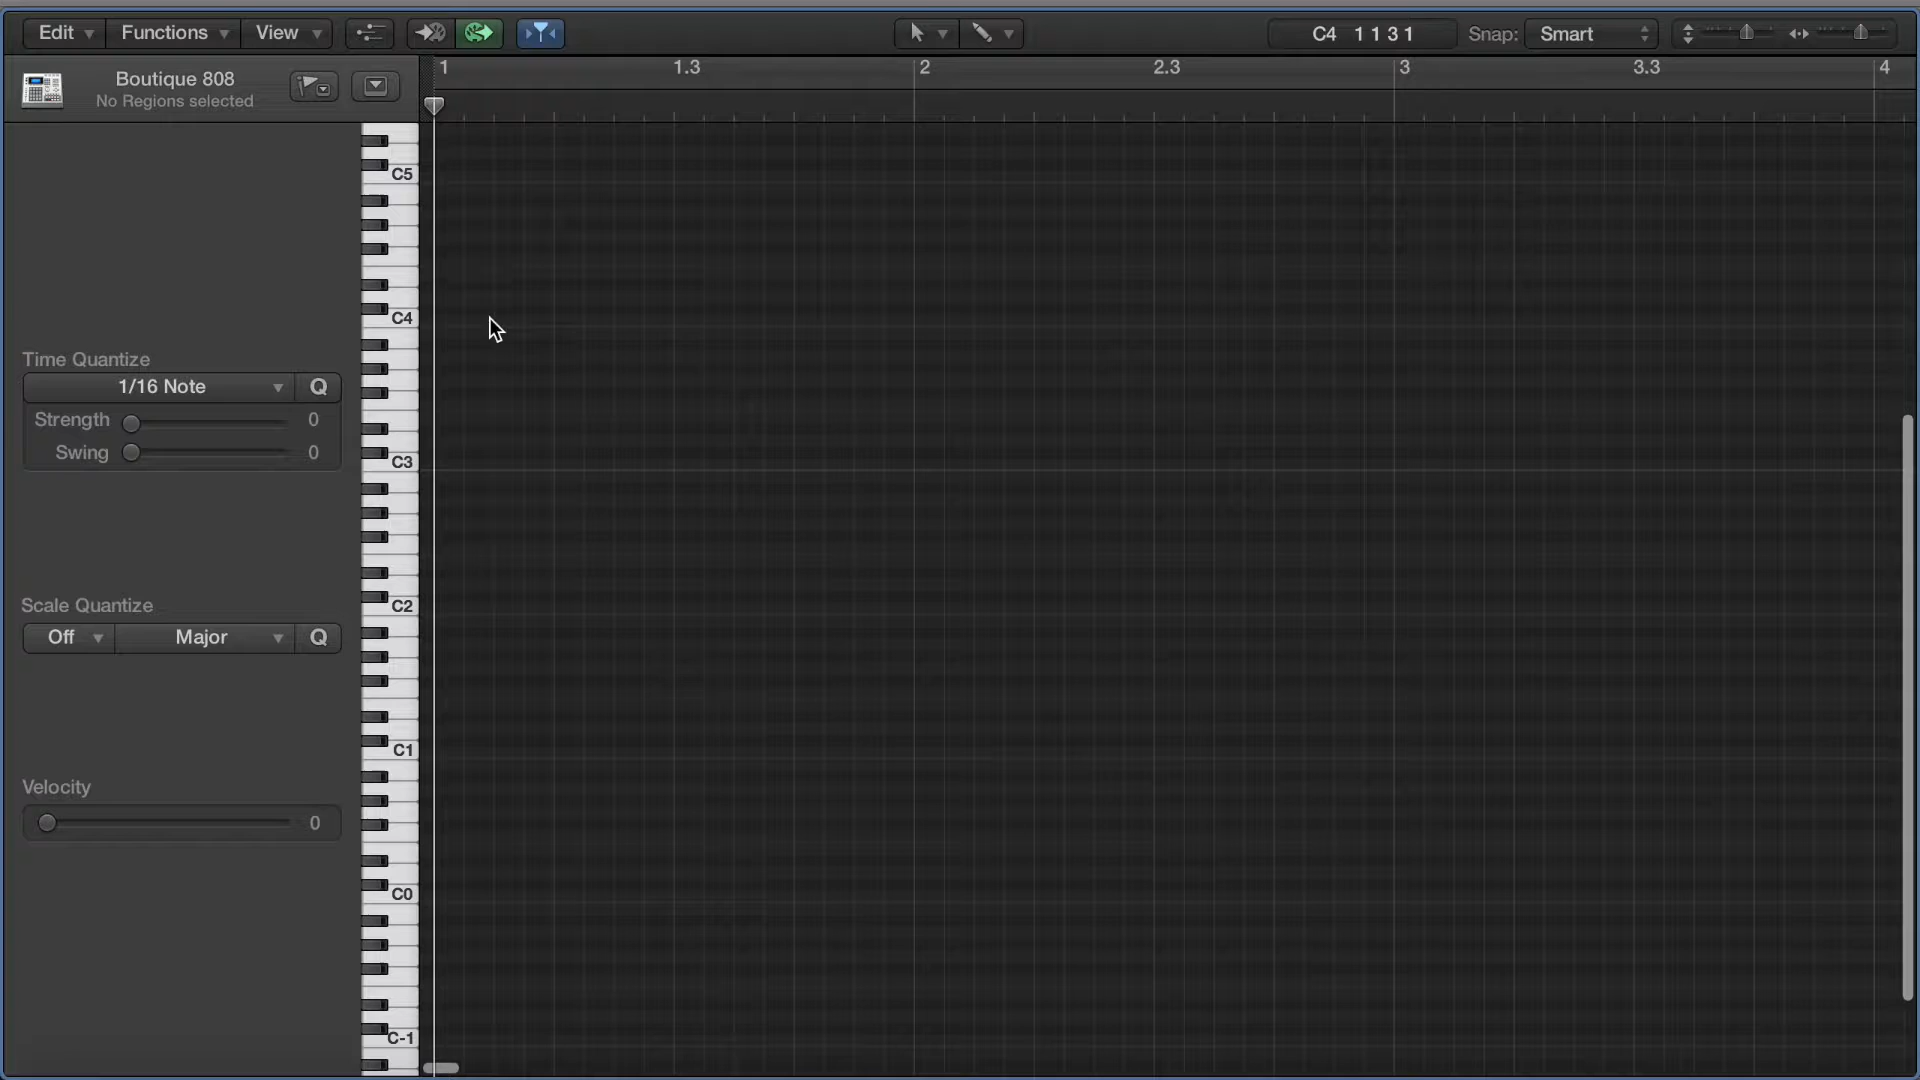 Edit Functions View C4 1 1 3 1 Snap: Smart
Boutique 808
No Regions selected
1 1.3 2 2.3 3 3.3 4
C5
C4
Time Quantize
1/16 Note Q
Strength 0
Swing 0
C3
Scale Quantize
C2
Off Major Q
C1
Velocity
0
C0
C-1